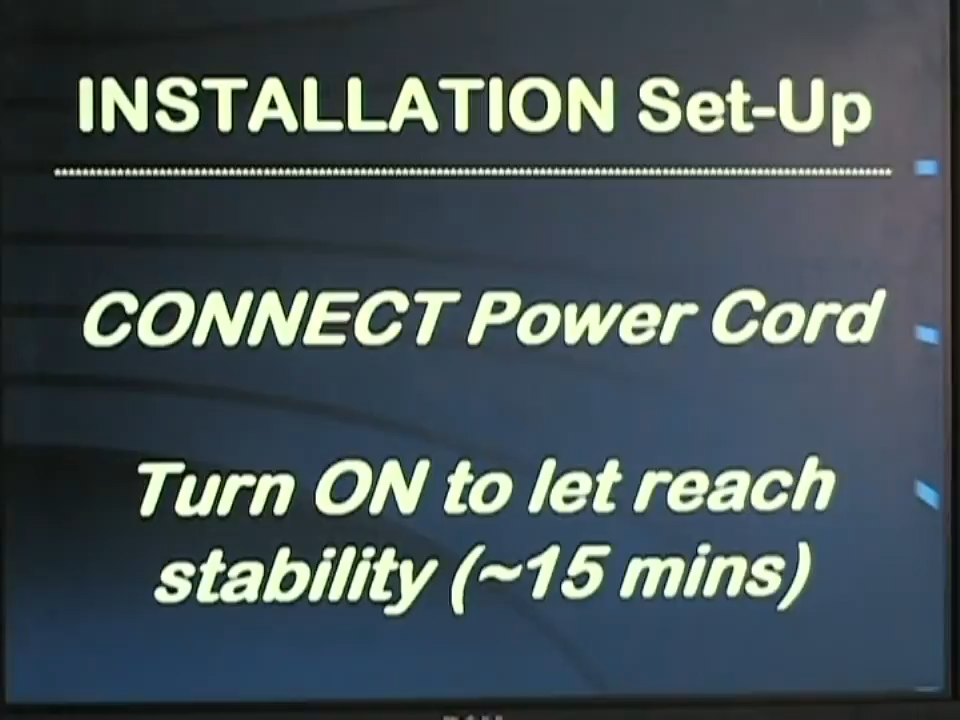 INSTALLATION Set-Up
CONNECT Power Cord
Turn ON to let reach
stability (~15 mins)